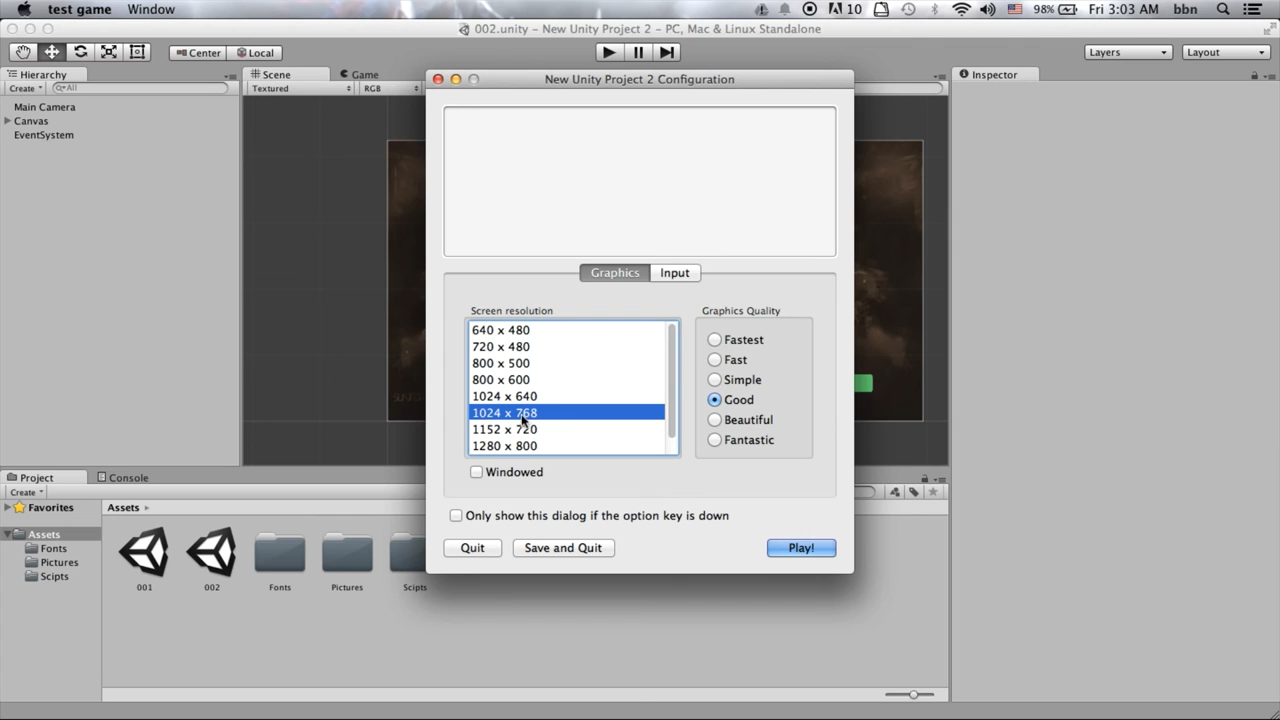 test game Window 10 98% Fri 3:03 AM bbn
002.unity - New Unity Project 2 - PC, Mac & Linux Standalone
Center Local Layers Layout
Hierarchy Scene Game Inspector
Create All Textured RGB
Main Camera
Canvas
EventSystem
New Unity Project 2 Configuration
Graphics Input
Screen resolution
640 x 480
720 x 480
800 x 500
800 x 600
1024 x 640
1024 x 768
1152 x 720
1280 x 800
Windowed
Graphics Quality
Fastest
Fast
Simple
Good
Beautiful
Fantastic
Only show this dialog if the option key is down
Quit Save and Quit Play!
Project Console
Create
Favorites
Assets
Fonts
Pictures
Scipts
Assets
001 002 Fonts Pictures Scipts